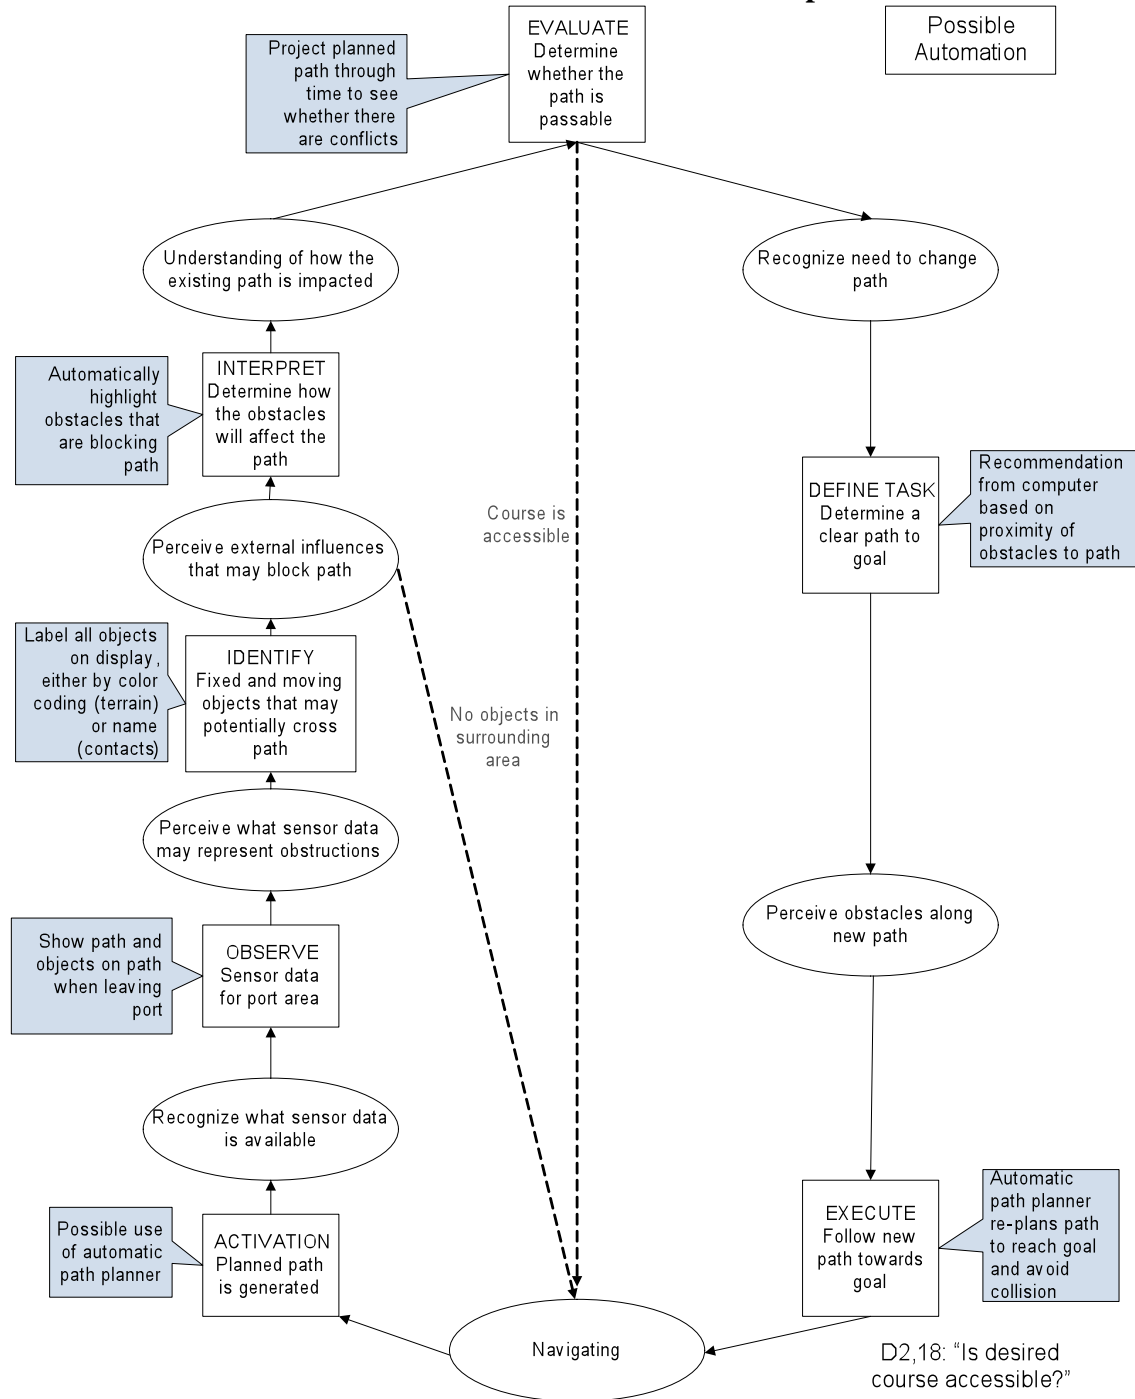 EVALUATE
Determine
whether the
path is
passable
Possible
Automation
Project planned
path through
time to see
whether there
are conflicts
Understanding of how the
existing path is impacted
Recognize need to change
path
Automatically
highlight
obstacles that
are blocking
path
INTERPRET
Determine how
the obstacles
will affect the
path
DEFINE TASK
Determine a
clear path to
goal
Recommendation
from computer
based on
proximity of
obstacles to path
Course is
accessible
Perceive external influences
that may block path
Label all objects
on display,
either by color
coding (terrain)
or name
(contacts)
IDENTIFY
Fixed and moving
objects that may
potentially cross
path
No objects in
surrounding
area
Perceive what sensor data
may represent obstructions
Perceive obstacles along
new path
Show path and
objects on path
when leaving
port
OBSERVE
Sensor data
for port area
Recognize what sensor data
is available
Possible use
of automatic
path planner
ACTIVATION
Planned path
is generated
EXECUTE
Follow new
path towards
goal
Automatic
path planner
re-plans path
to reach goal
and avoid
collision
Navigating
D2,18: “Is desired
course accessible?”